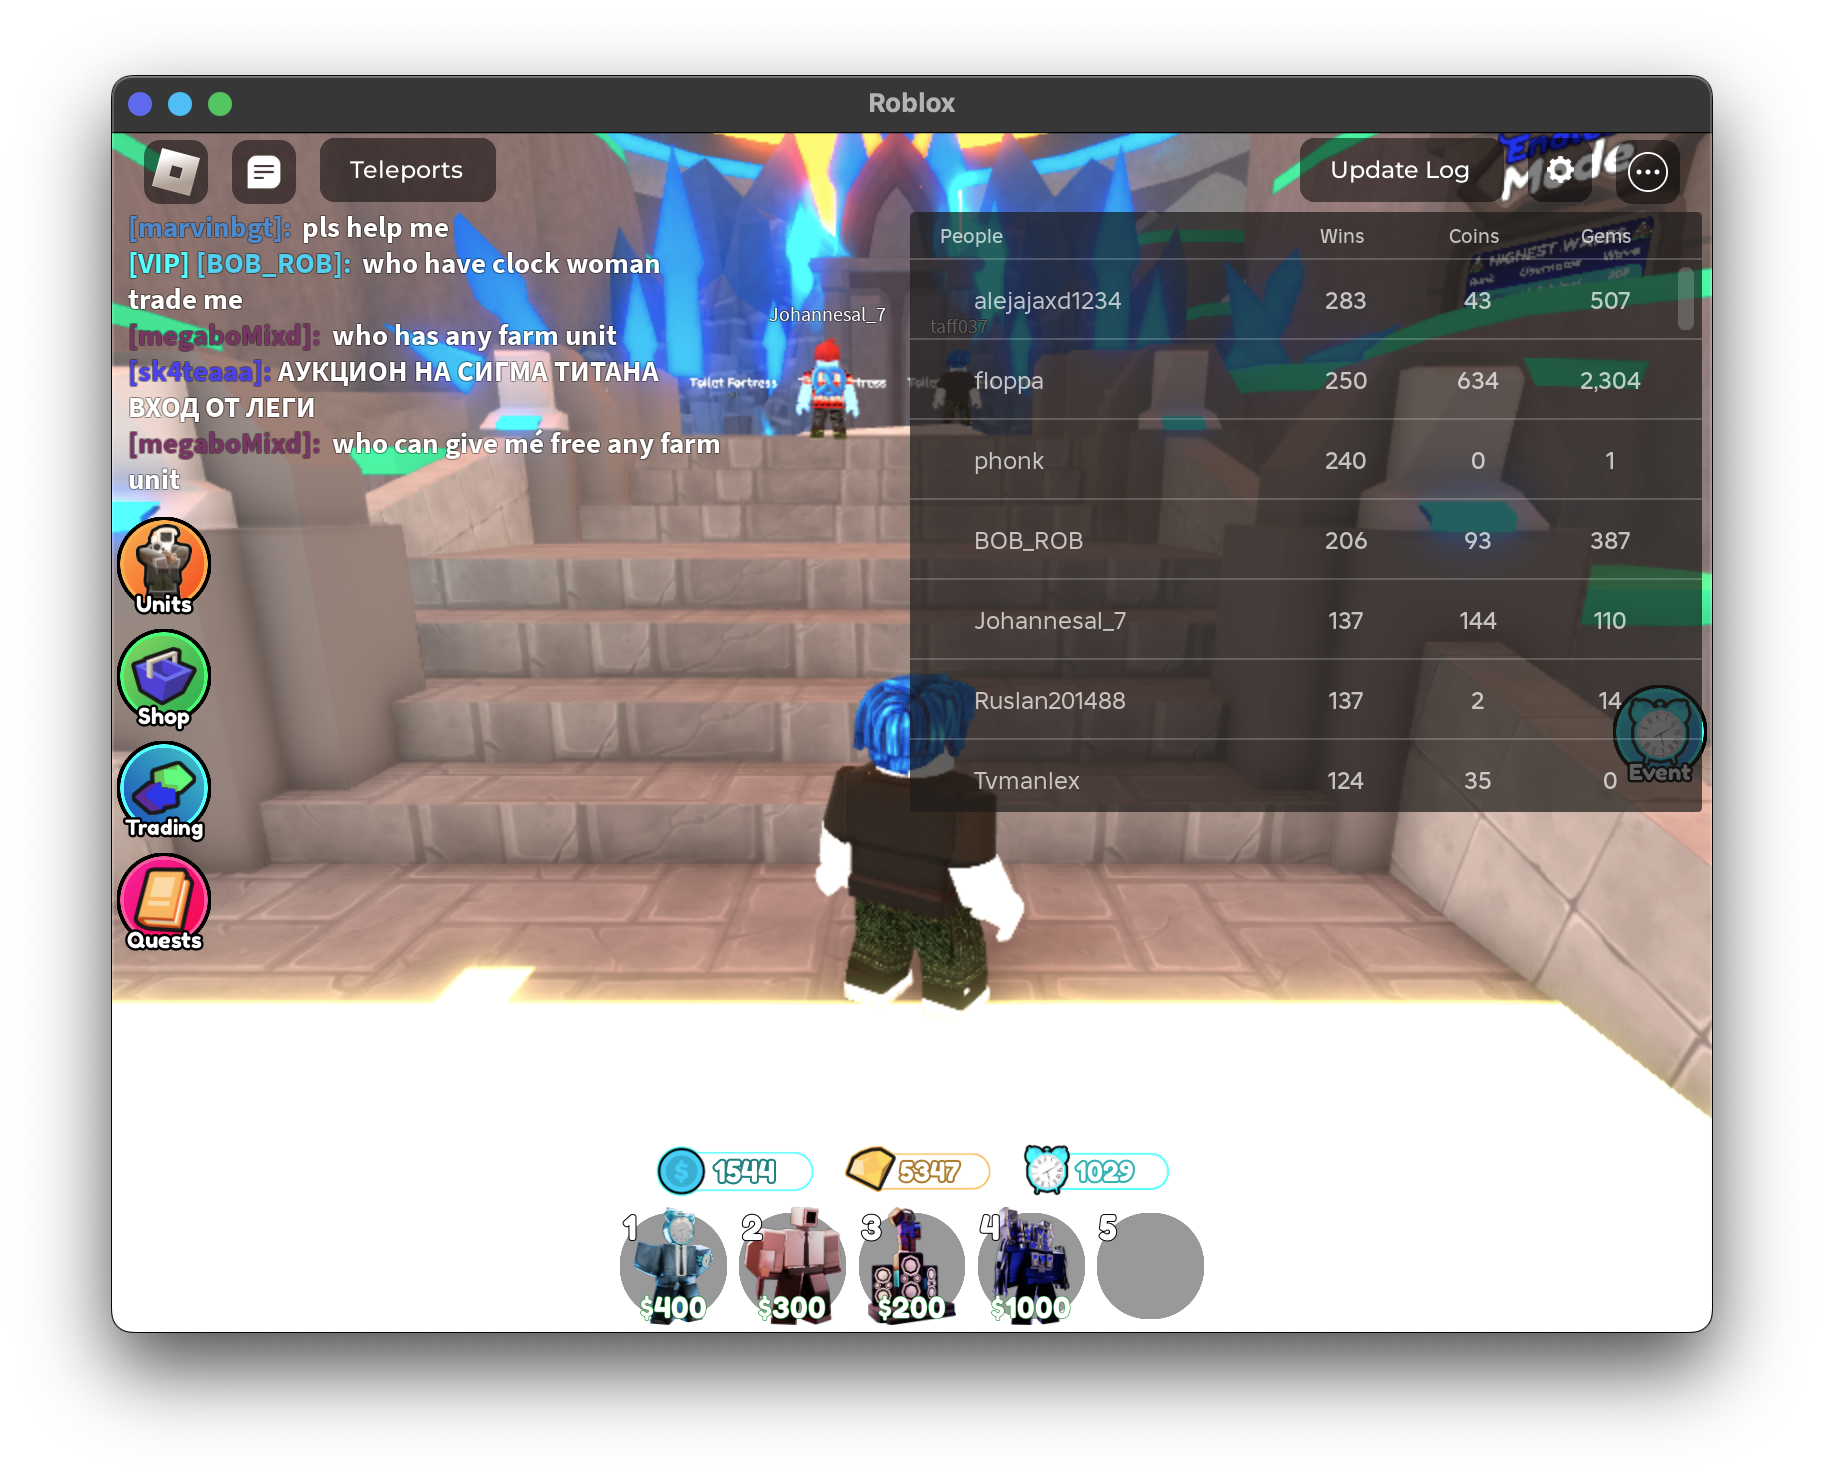 Roblox
Teleports
Update Log
Mode
[marvinbgt]: pls help me
[VIP] [BOB_ROB]: who have clock woman
trade me
[megaboMixd]: who has any farm unit
[sk4teaaa]: АУКЦИОН НА СИГМА ТИТАНА
ВХОД ОТ ЛЕГИ
[megaboMixd]: who can give mé free any farm
unit
Johannesal_7
taff037
Toilet Fortress
People Wins Coins Gems
alejajaxd1234 283 43 507
floppa 250 634 2,304
phonk 240 0 1
BOB_ROB 206 93 387
Johannesal_7 137 144 110
Ruslan201488 137 2 14
Tvmanlex 124 35 0
Event
Units
Shop
Trading
Quests
1544 5347 1029
1 2 3 4 5
$400 $300 $200 $1000